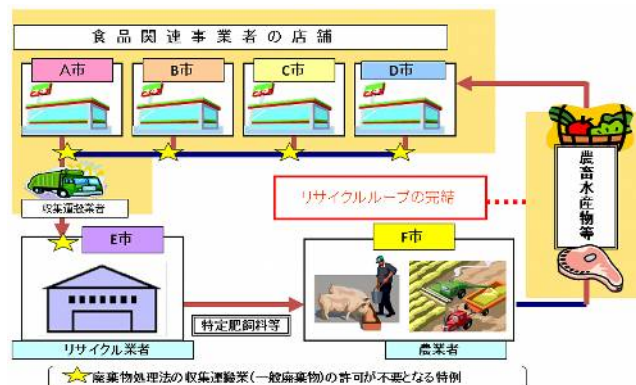 食品関連事業者の店舗
A市
B市
C市
D市
収集運搬業者
農畜水産物等
リサイクルループの完結
E市
F市
特定肥飼料等
リサイクル業者
農業者
廃棄物処理法の収集運搬業(一般廃棄物)の許可が不要となる特例